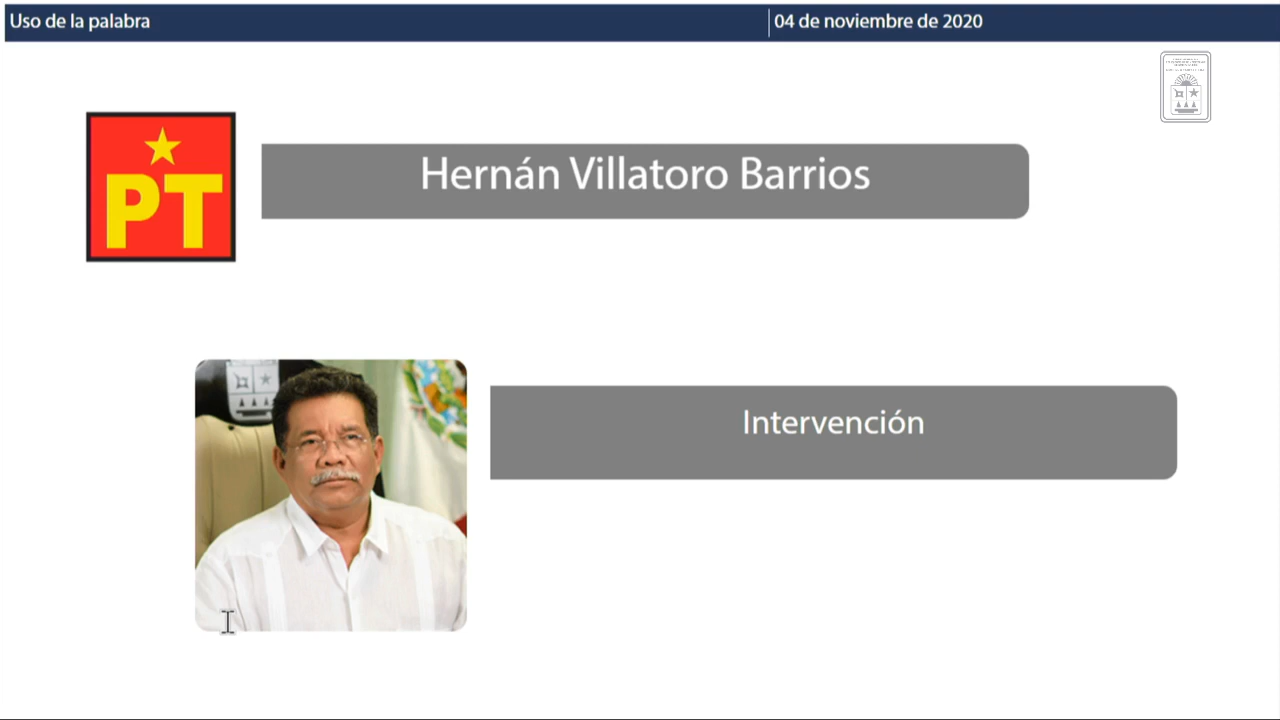 Uso de la palabra
04 de noviembre de 2020
PT
Hernán Villatoro Barrios
Intervención